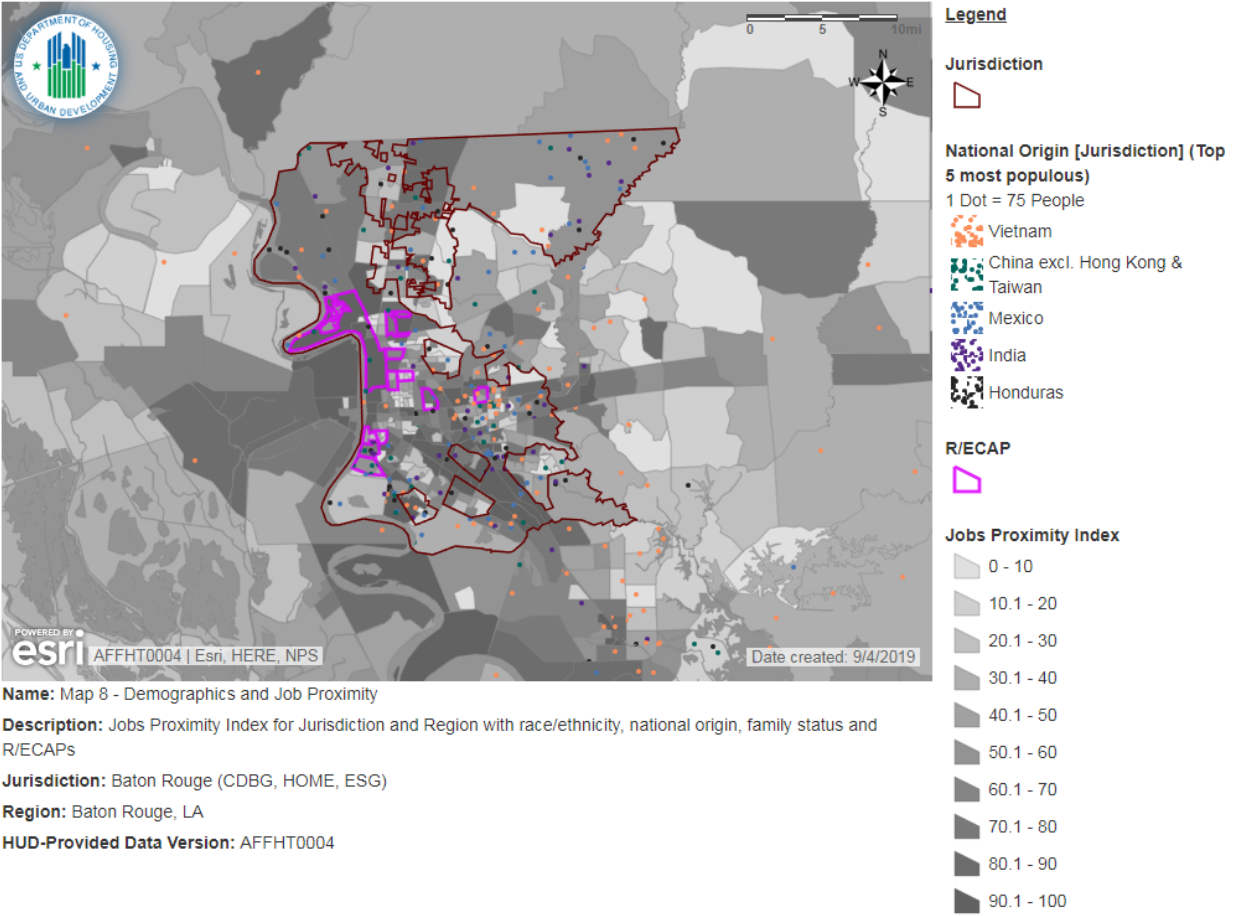 U.S. DEPARTMENT OF HOUSING
AND URBAN DEVELOPMENT
0 5 10mi
N
W E
S
POWERED BY
esri
AFFHT0004 | Esri, HERE, NPS
Date created: 9/4/2019
Name: Map 8 - Demographics and Job Proximity
Description: Jobs Proximity Index for Jurisdiction and Region with race/ethnicity, national origin, family status and
R/ECAPs
Jurisdiction: Baton Rouge (CDBG, HOME, ESG)
Region: Baton Rouge, LA
HUD-Provided Data Version: AFFHT0004
Legend
Jurisdiction
National Origin [Jurisdiction] (Top
5 most populous)
1 Dot = 75 People
Vietnam
China excl. Hong Kong &
Taiwan
Mexico
India
Honduras
R/ECAP
Jobs Proximity Index
0 - 10
10.1 - 20
20.1 - 30
30.1 - 40
40.1 - 50
50.1 - 60
60.1 - 70
70.1 - 80
80.1 - 90
90.1 - 100